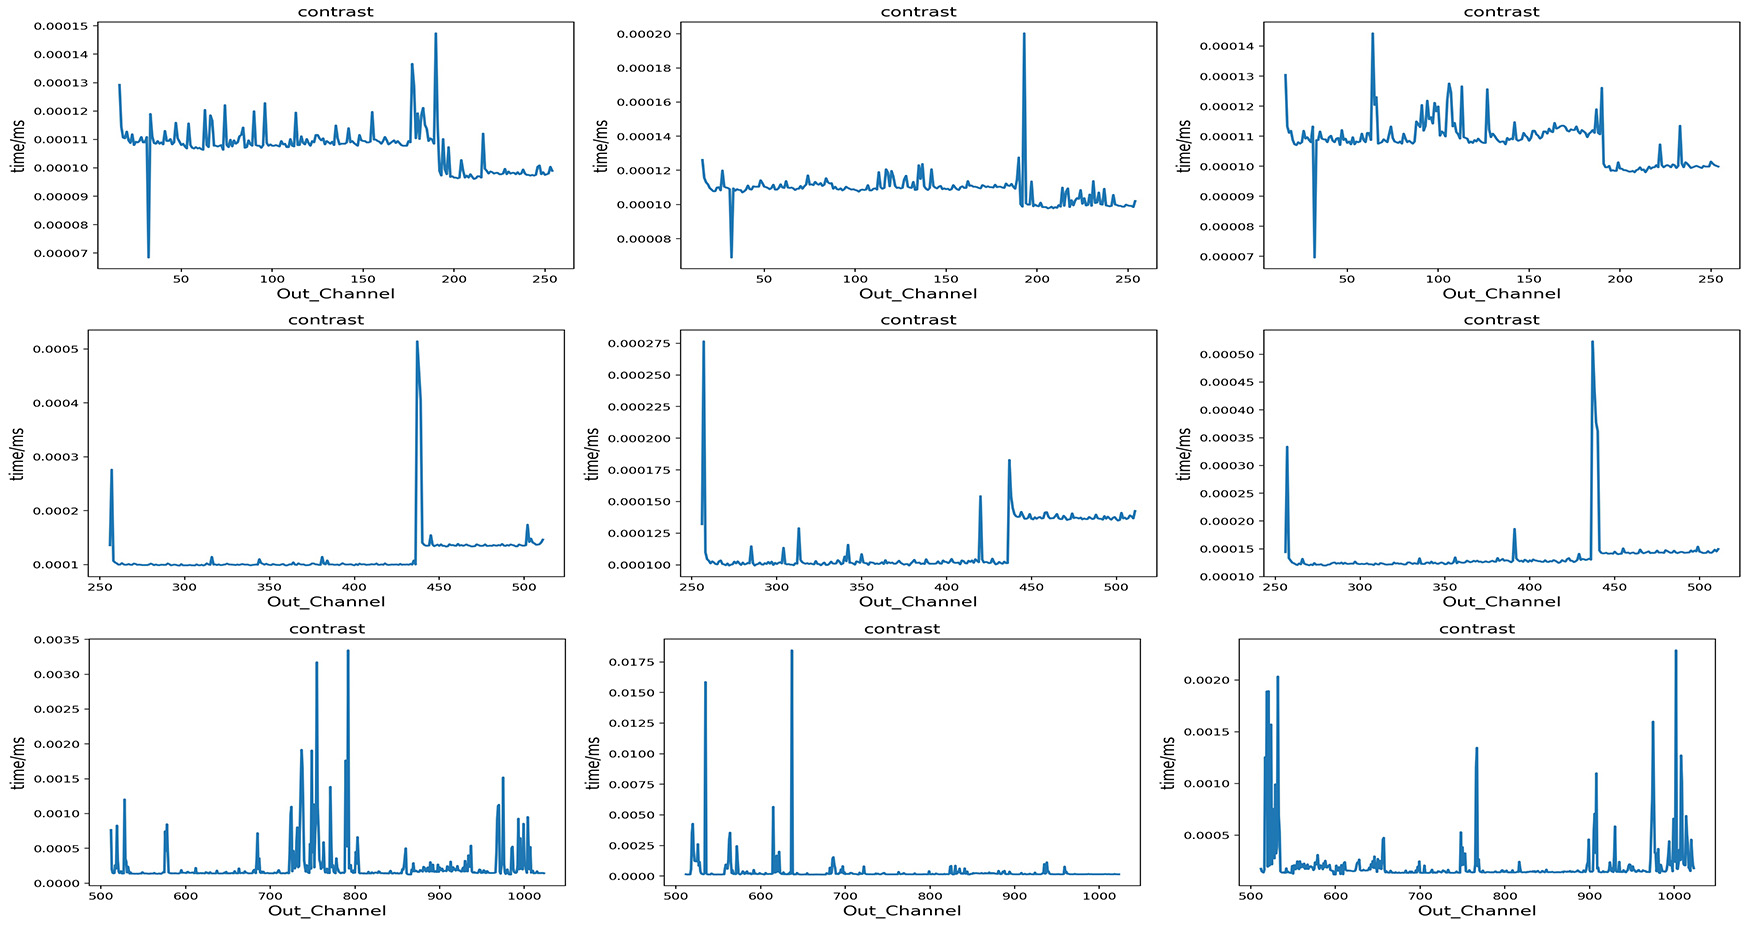 contrast
0.00015
0.00014
0.00013
0.00012
0.00011
0.00010
0.00009
0.00008
0.00007
time/ms
50 100 150 200 250
Out_Channel
contrast
0.00020
0.00018
0.00016
0.00014
0.00012
0.00010
0.00008
time/ms
50 100 150 200 250
Out_Channel
contrast
0.00014
0.00013
0.00012
0.00011
0.00010
0.00009
0.00008
0.00007
time/ms
50 100 150 200 250
Out_Channel
contrast
0.0005
0.0004
0.0003
0.0002
0.0001
time/ms
250 300 350 400 450 500
Out_Channel
contrast
0.000275
0.000250
0.000225
0.000200
0.000175
0.000150
0.000125
0.000100
time/ms
250 300 350 400 450 500
Out_Channel
contrast
0.00050
0.00045
0.00040
0.00035
0.00030
0.00025
0.00020
0.00015
0.00010
time/ms
250 300 350 400 450 500
Out_Channel
contrast
0.0035
0.0030
0.0025
0.0020
0.0015
0.0010
0.0005
0.0000
time/ms
500 600 700 800 900 1000
Out_Channel
contrast
0.0175
0.0150
0.0125
0.0100
0.0075
0.0050
0.0025
0.0000
time/ms
500 600 700 800 900 1000
Out_Channel
contrast
0.0020
0.0015
0.0010
0.0005
time/ms
500 600 700 800 900 1000
Out_Channel